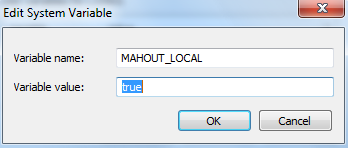 Edit System Variable
Variable name: MAHOUT_LOCAL
Variable value: true
OK Cancel